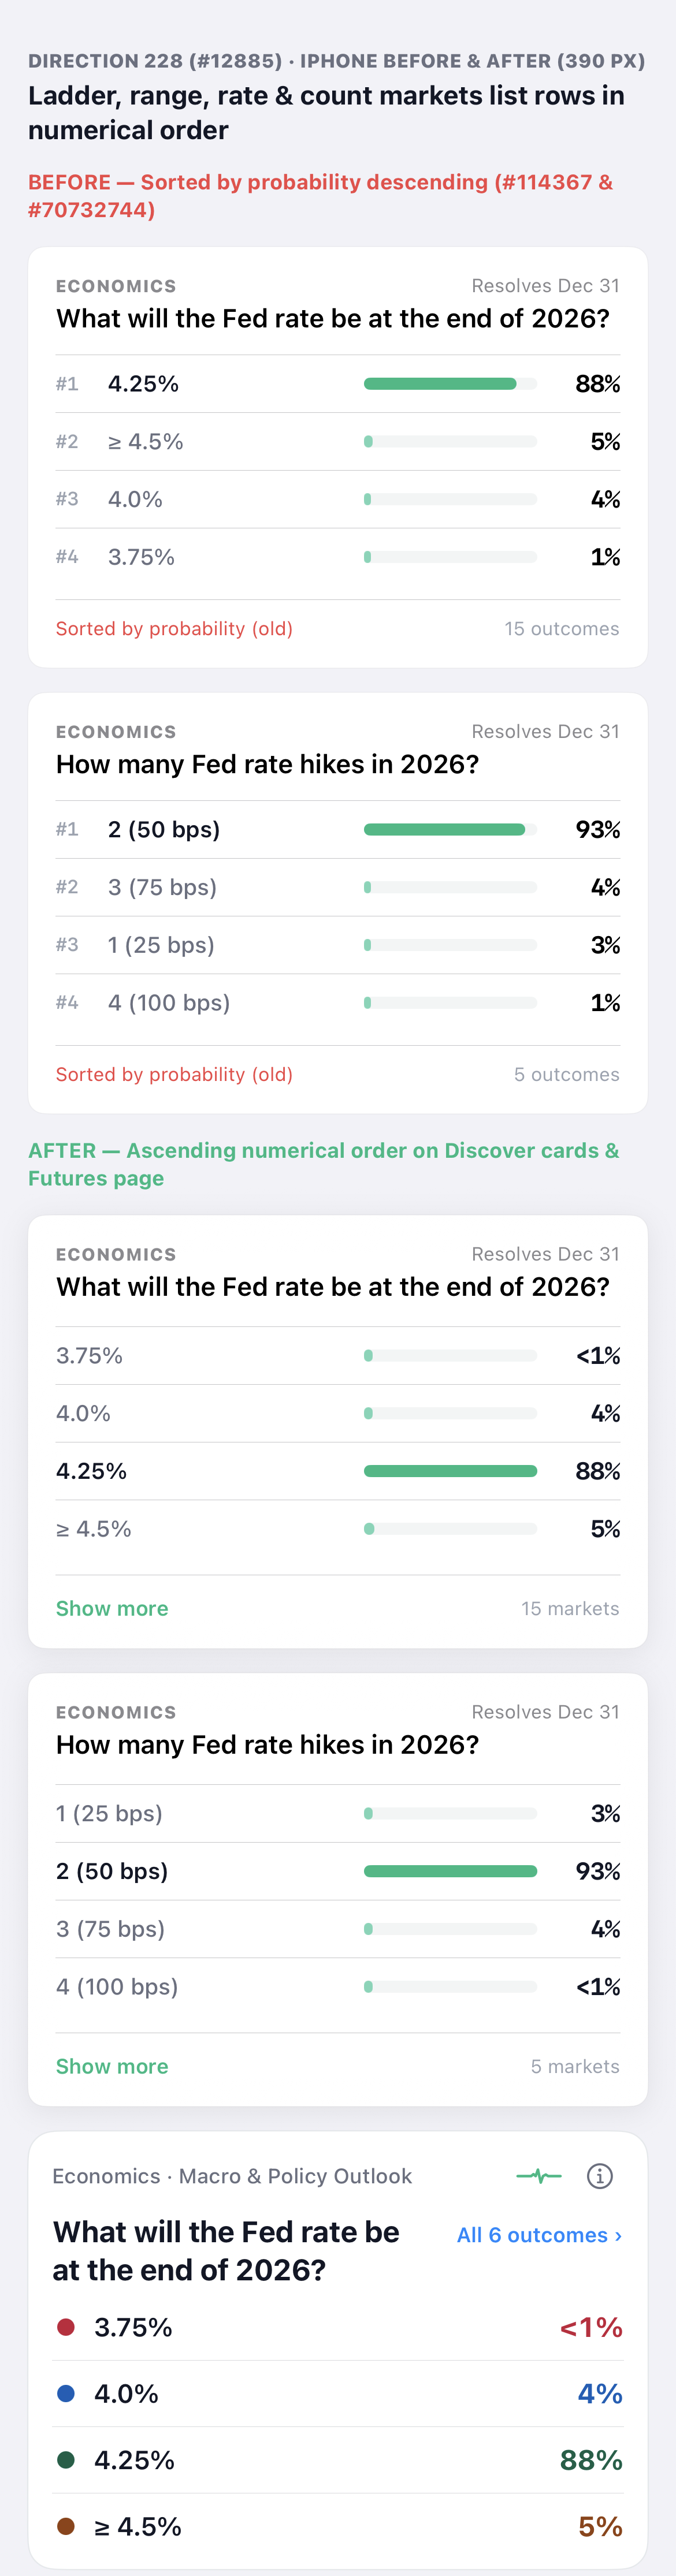 DIRECTION 228 (#12885) · IPHONE BEFORE & AFTER (390 PX)
Ladder, range, rate & count markets list rows in
numerical order
BEFORE — Sorted by probability descending (#114367 &
#70732744)
ECONOMICS Resolves Dec 31
What will the Fed rate be at the end of 2026?
#1 4.25% 88%
#2 ≥ 4.5% 5%
#3 4.0% 4%
#4 3.75% 1%
Sorted by probability (old) 15 outcomes
ECONOMICS Resolves Dec 31
How many Fed rate hikes in 2026?
#1 2 (50 bps) 93%
#2 3 (75 bps) 4%
#3 1 (25 bps) 3%
#4 4 (100 bps) 1%
Sorted by probability (old) 5 outcomes
AFTER — Ascending numerical order on Discover cards &
Futures page
ECONOMICS Resolves Dec 31
What will the Fed rate be at the end of 2026?
3.75% <1%
4.0% 4%
4.25% 88%
≥ 4.5% 5%
Show more 15 markets
ECONOMICS Resolves Dec 31
How many Fed rate hikes in 2026?
1 (25 bps) 3%
2 (50 bps) 93%
3 (75 bps) 4%
4 (100 bps) <1%
Show more 5 markets
Economics · Macro & Policy Outlook
What will the Fed rate be All 6 outcomes ›
at the end of 2026?
3.75% <1%
4.0% 4%
4.25% 88%
≥ 4.5% 5%